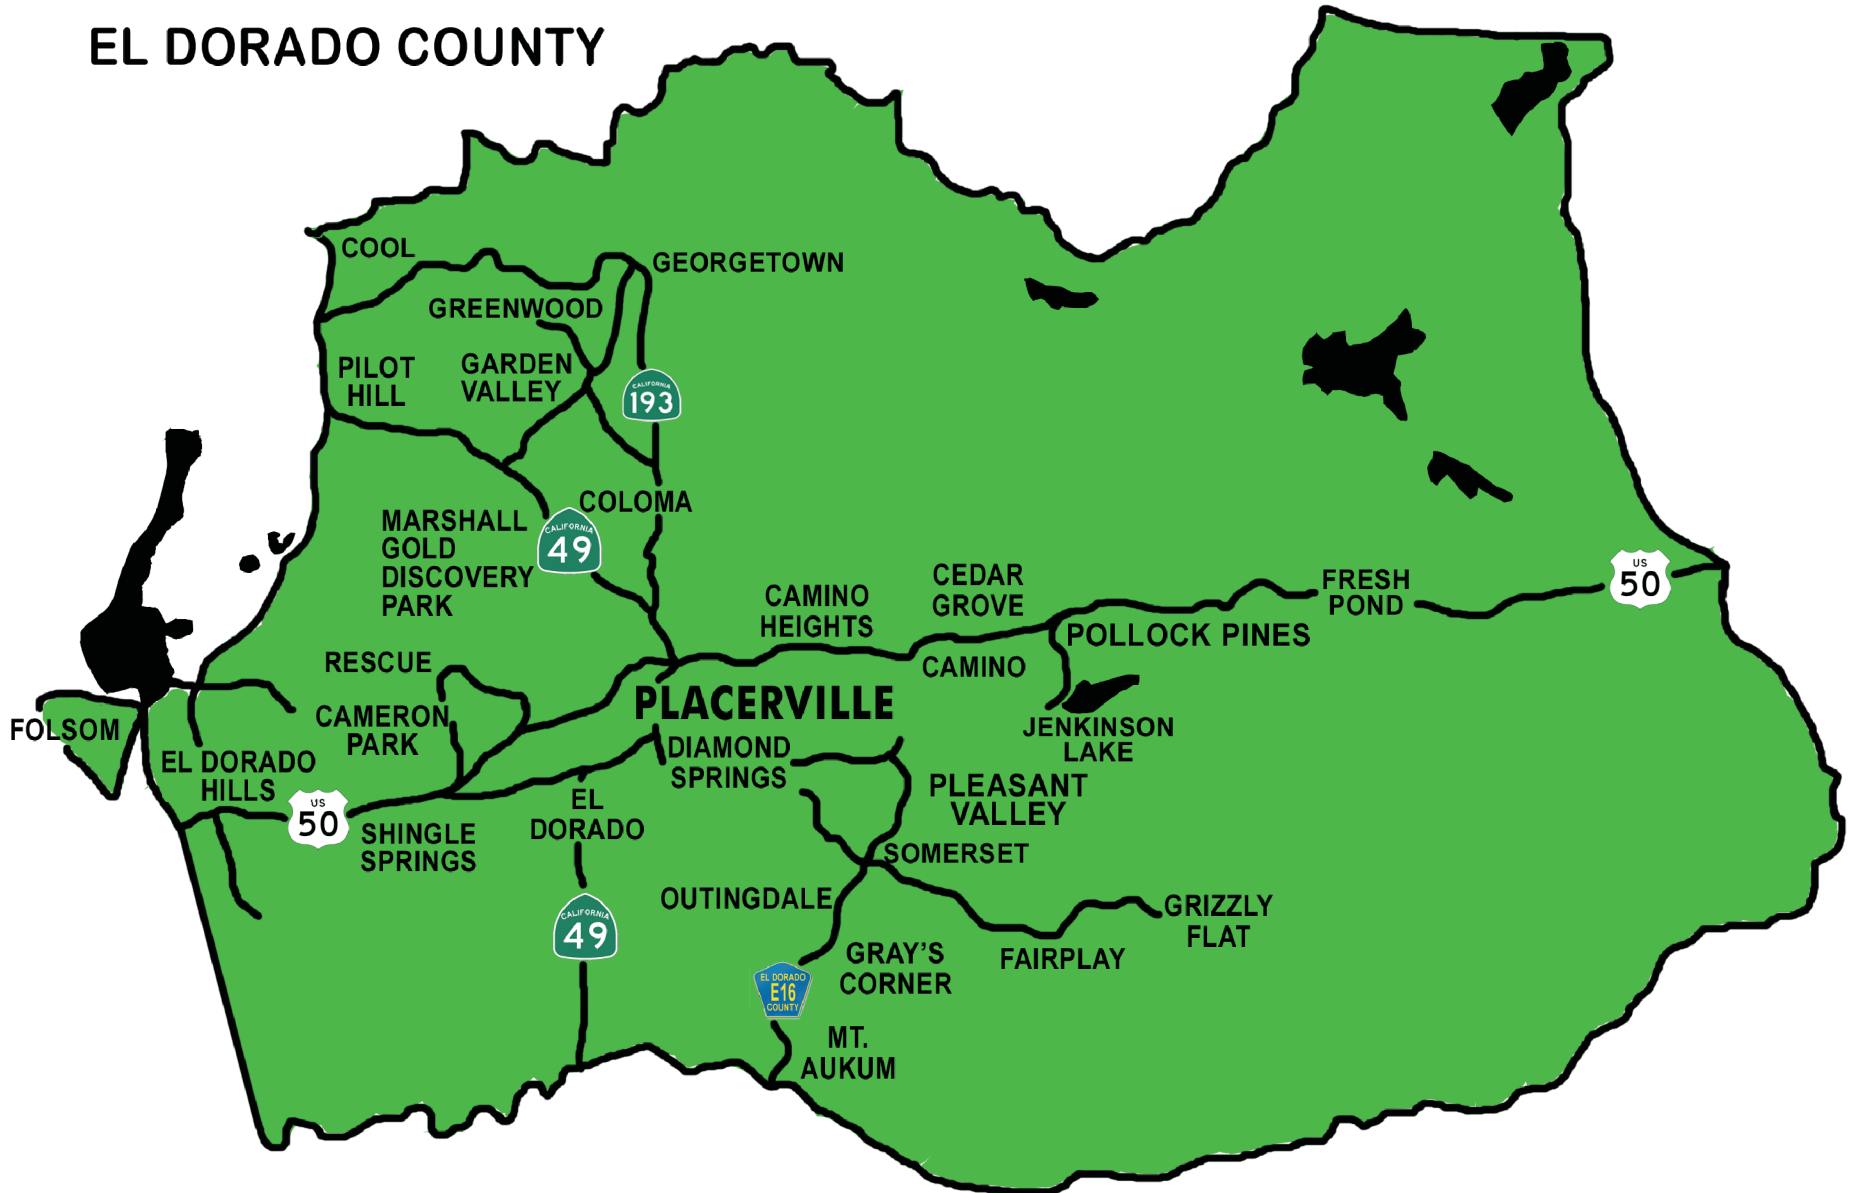 EL DORADO COUNTY
COOL
GEORGETOWN
GREENWOOD
PILOT
HILL
GARDEN
VALLEY
CALIFORNIA
193
COLOMA
MARSHALL
GOLD
DISCOVERY
PARK
CALIFORNIA
49
CAMINO
HEIGHTS
CEDAR
GROVE
FRESH
POND
US
50
POLLOCK PINES
RESCUE
CAMINO
PLACERVILLE
CAMERON
PARK
FOLSOM
JENKINSON
LAKE
DIAMOND
SPRINGS
EL DORADO
HILLS
PLEASANT
VALLEY
US
50
EL
DORADO
SHINGLE
SPRINGS
SOMERSET
OUTINGDALE
GRIZZLY
FLAT
CALIFORNIA
49
FAIRPLAY
GRAY'S
CORNER
EL DORADO
E16
COUNTY
MT.
AUKUM